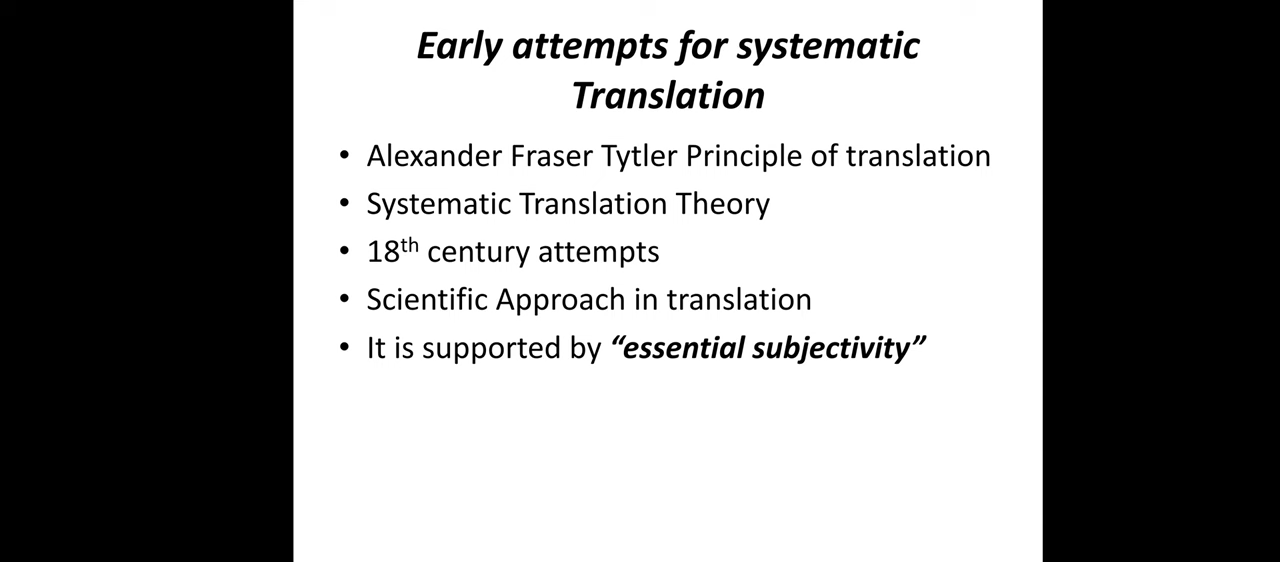 Early attempts for systematic
Translation
• Alexander Fraser Tytler Principle of translation
• Systematic Translation Theory
• 18th century attempts
• Scientific Approach in translation
• It is supported by “essential subjectivity”